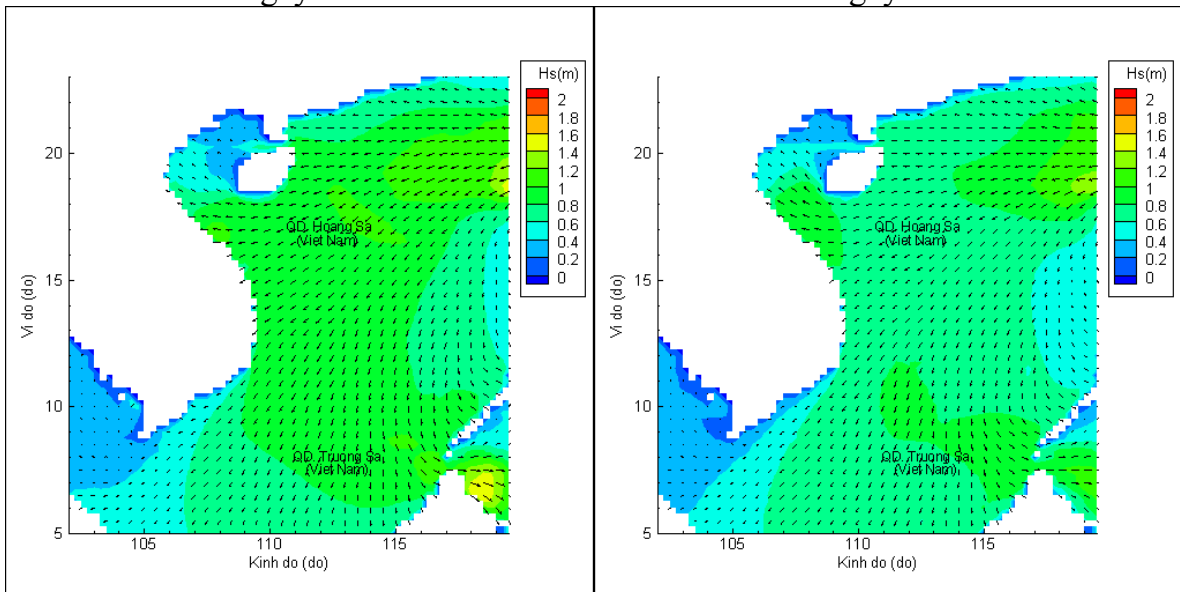 Hs(m)
2
1.8
1.6
1.4
1.2
1
0.8
0.6
0.4
0.2
0
20
15
10
5
Vi do (do)
QD. Hoang Sa
(Viet Nam)
QD. Truong Sa
(Viet Nam)
105
110
115
Kinh do (do)
Hs(m)
2
1.8
1.6
1.4
1.2
1
0.8
0.6
0.4
0.2
0
20
15
10
5
Vi do (do)
QD. Hoang Sa
(Viet Nam)
QD. Truong Sa
(Viet Nam)
105
110
115
Kinh do (do)